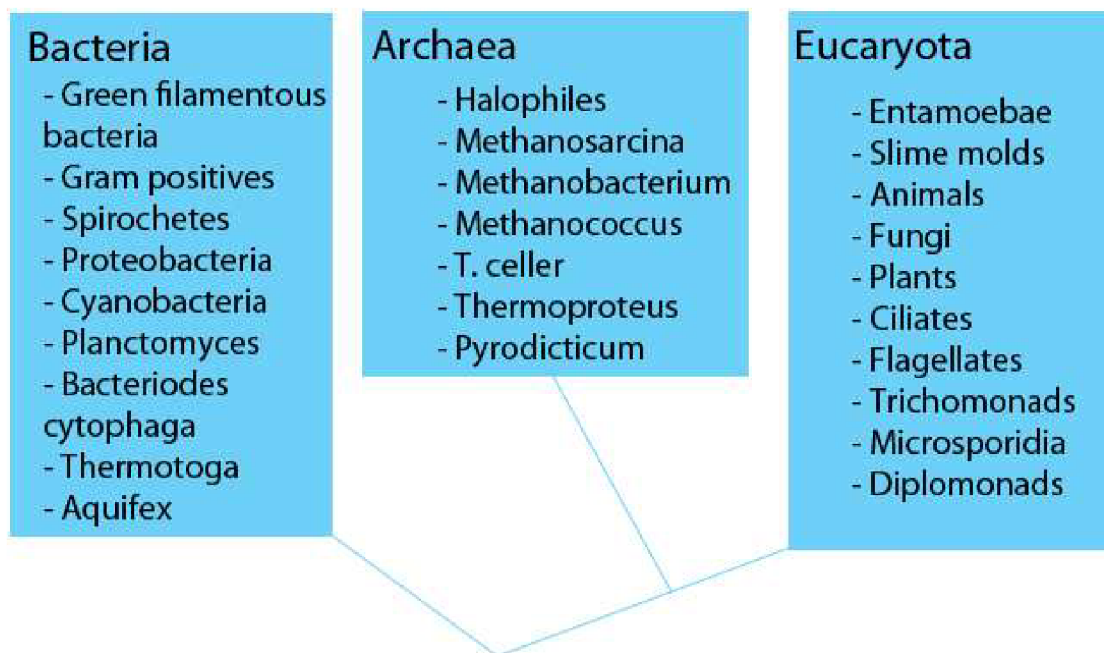 Bacteria
- Green filamentous
bacteria
- Gram positives
- Spirochetes
- Proteobacteria
- Cyanobacteria
- Planctomyces
- Bacteriodes
cytophaga
- Thermotoga
- Aquifex
Archaea
- Halophiles
- Methanosarcina
- Methanobacterium
- Methanococcus
- T. celler
- Thermoproteus
- Pyrodicticum
Eucaryota
- Entamoebae
- Slime molds
- Animals
- Fungi
- Plants
- Ciliates
- Flagellates
- Trichomonads
- Microsporidia
- Diplomonads